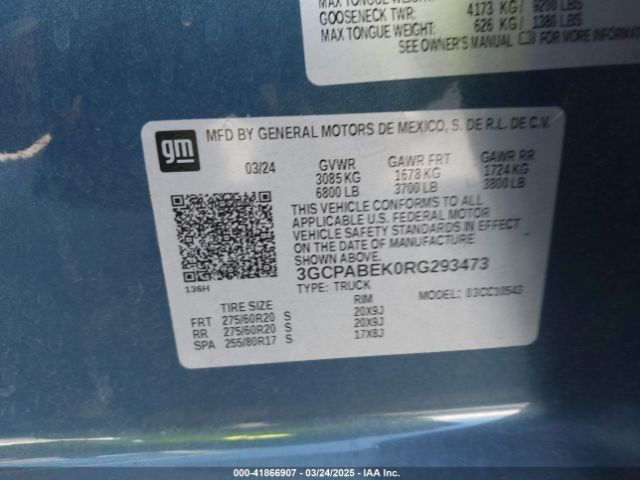 MAX TONGUE WEIGHT:
GOOSENECK TWR: 4173 KG / 9200 LBS
MAX TONGUE WEIGHT: 626 KG / 1380 LBS
SEE OWNER'S MANUAL FOR MORE INFORMAT
gm
MFD BY GENERAL MOTORS DE MEXICO, S. DE R.L. DE C.V.
03/24 GVWR GAWR FRT GAWR RR
3085 KG 1678 KG 1724 KG
6800 LB 3700 LB 3800 LB
THIS VEHICLE CONFORMS TO ALL
APPLICABLE U.S. FEDERAL MOTOR
VEHICLE SAFETY STANDARDS IN EFFECT
ON THE DATE OF MANUFACTURE
SHOWN ABOVE.
3GCPABEK0RG293473
136H
TYPE: TRUCK
MODEL: 03CC10543
TIRE SIZE RIM
FRT 275/60R20 S 20X9J
RR 275/60R20 S 20X9J
SPA 255/80R17 S 17X8J
000-41866907 - 03/24/2025 - IAA Inc.